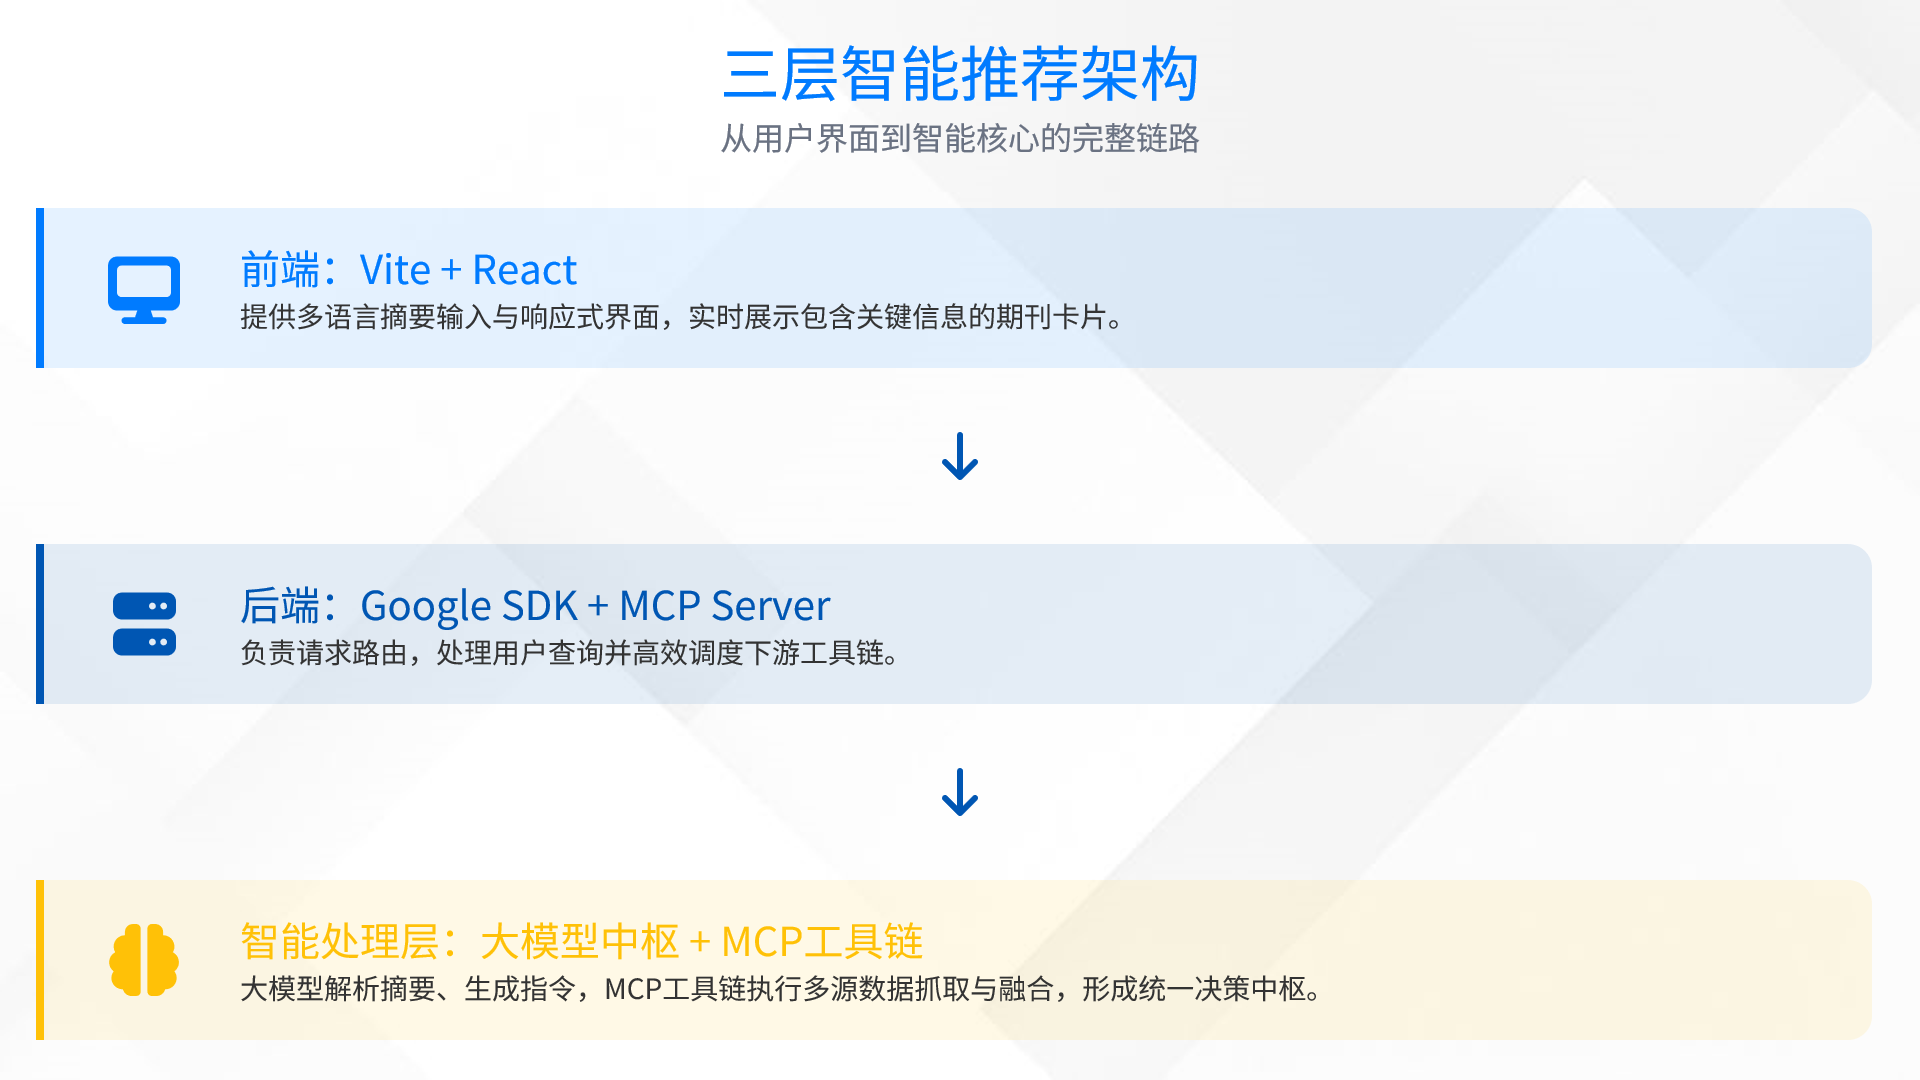 三层智能推荐架构
从用户界面到智能核心的完整链路
前端：Vite + React
提供多语言摘要输入与响应式界面，实时展示包含关键信息的期刊卡片。
后端：Google SDK + MCP Server
负责请求路由，处理用户查询并高效调度下游工具链。
智能处理层：大模型中枢 + MCP工具链
大模型解析摘要、生成指令，MCP工具链执行多源数据抓取与融合，形成统一决策中枢。